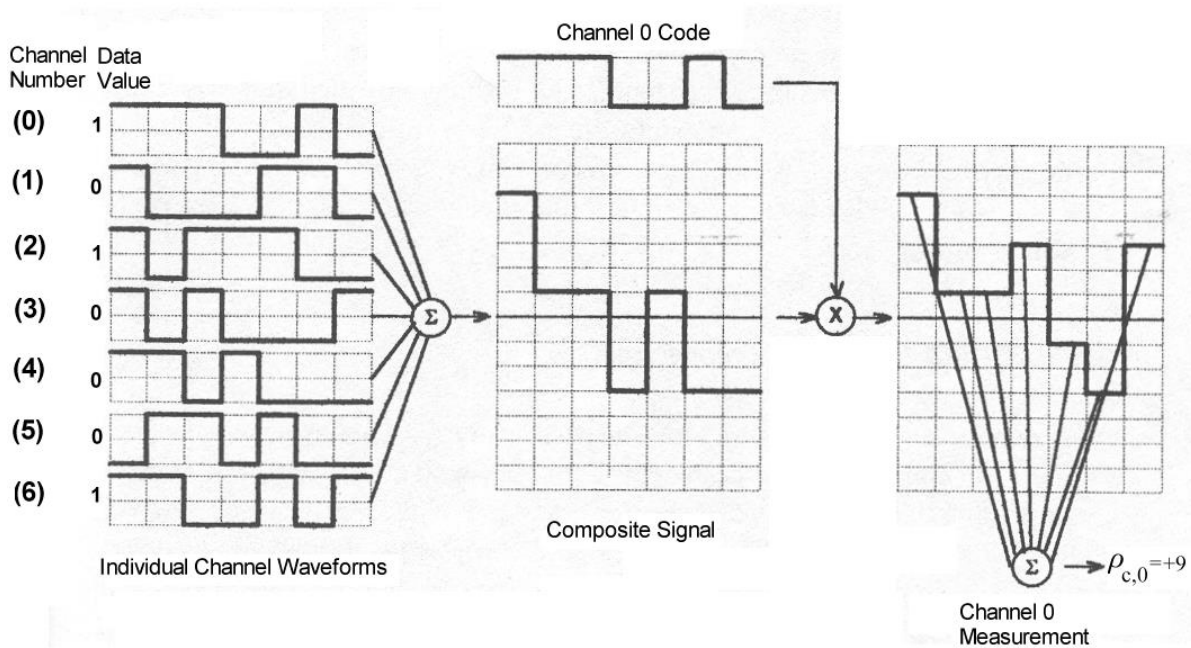 Channel 0 Code
Channel Data
Number Value
(0) 1
(1) 0
(2) 1
(3) 0
(4) 0
(5) 0
(6) 1
Σ
X
Individual Channel Waveforms
Composite Signal
Σ
ρc,0=+9
Channel 0
Measurement